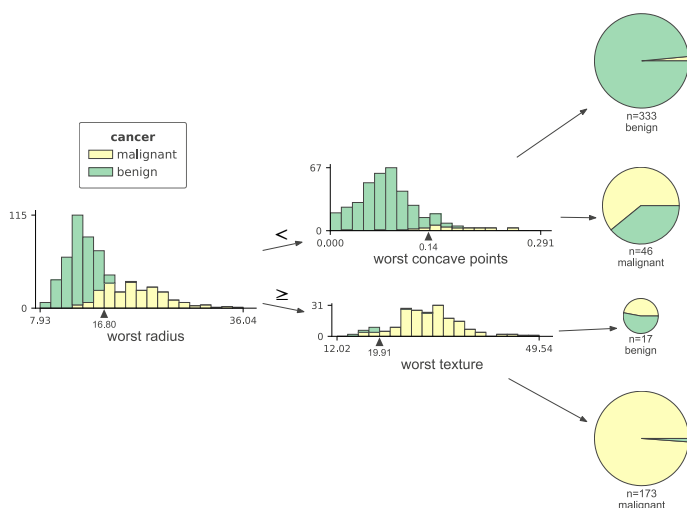 n=333
benign
cancer
malignant
benign
67
0
0.000
0.14
0.291
worst concave points
n=46
malignant
115
0
7.93
16.80
36.04
worst radius
<
≥
31
0
12.02
19.91
49.54
worst texture
n=17
benign
n=173
malignant